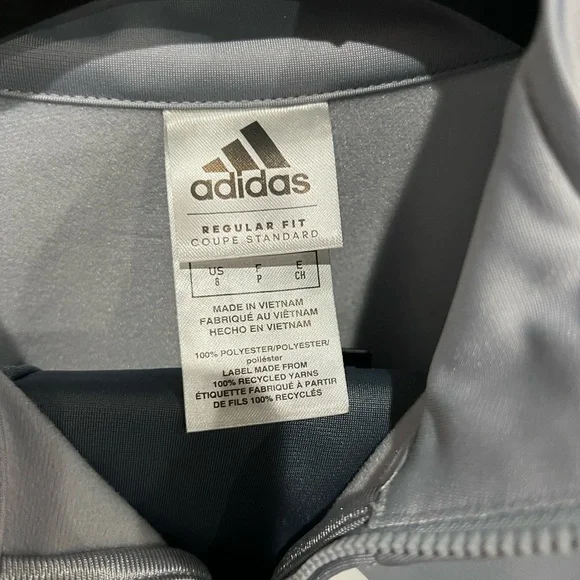 adidas
REGULAR FIT
COUPE STANDARD
US F E
P CH
MADE IN VIETNAM
FABRIQUÉ AU VIÊTNAM
HECHO EN VIETNAM
100% POLYESTER/POLYESTER/
poliéster
LABEL MADE FROM
100% RECYCLED YARNS
ÉTIQUETTE FABRIQUÉ À PARTIR
DE FILS 100% RECYCLÉS